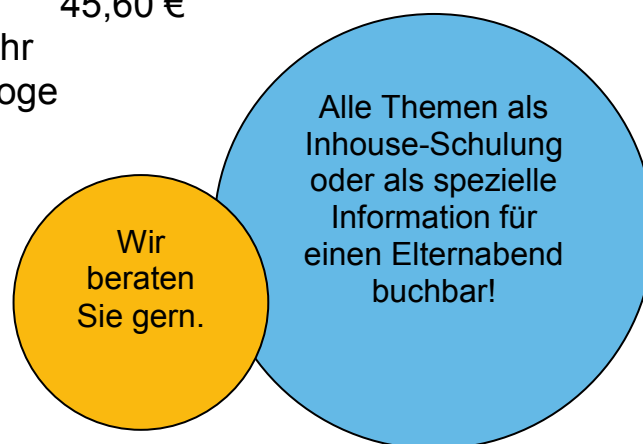 45,60 €
hr
oge
Alle Themen als
Inhouse-Schulung
oder als spezielle
Information für
einen Elternabend
buchbar!
Wir
beraten
Sie gern.